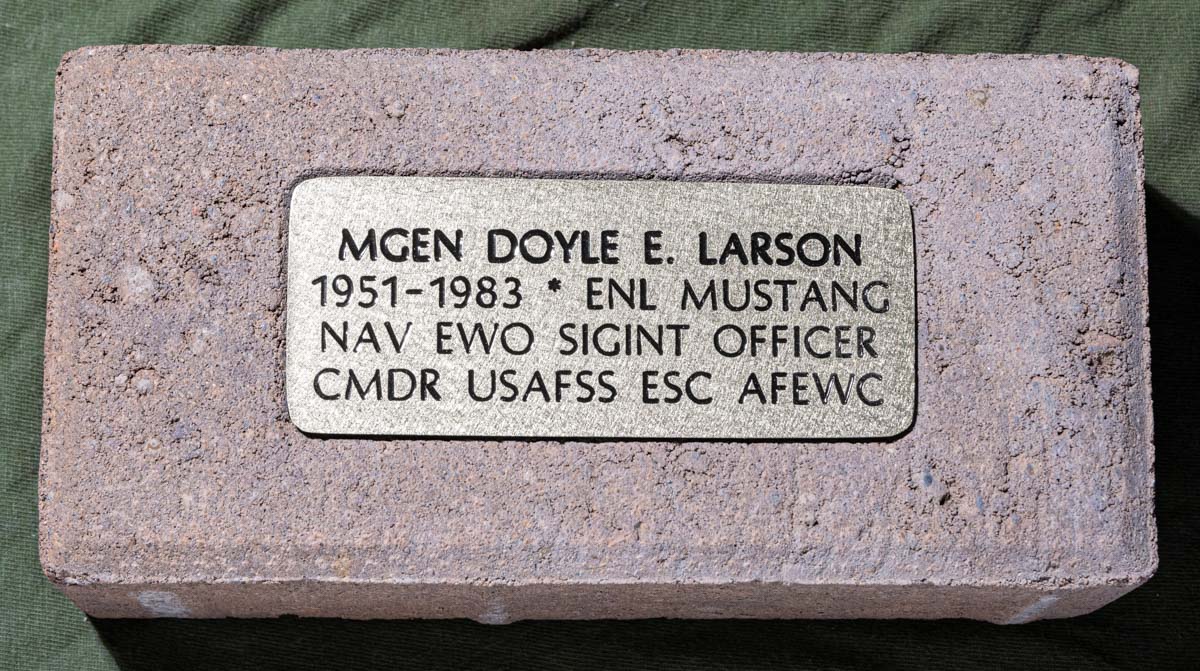 MGEN DOYLE E. LARSON
1951-1983 * ENL MUSTANG
NAV EWO SIGINT OFFICER
CMDR USAFSS ESC AFEWC